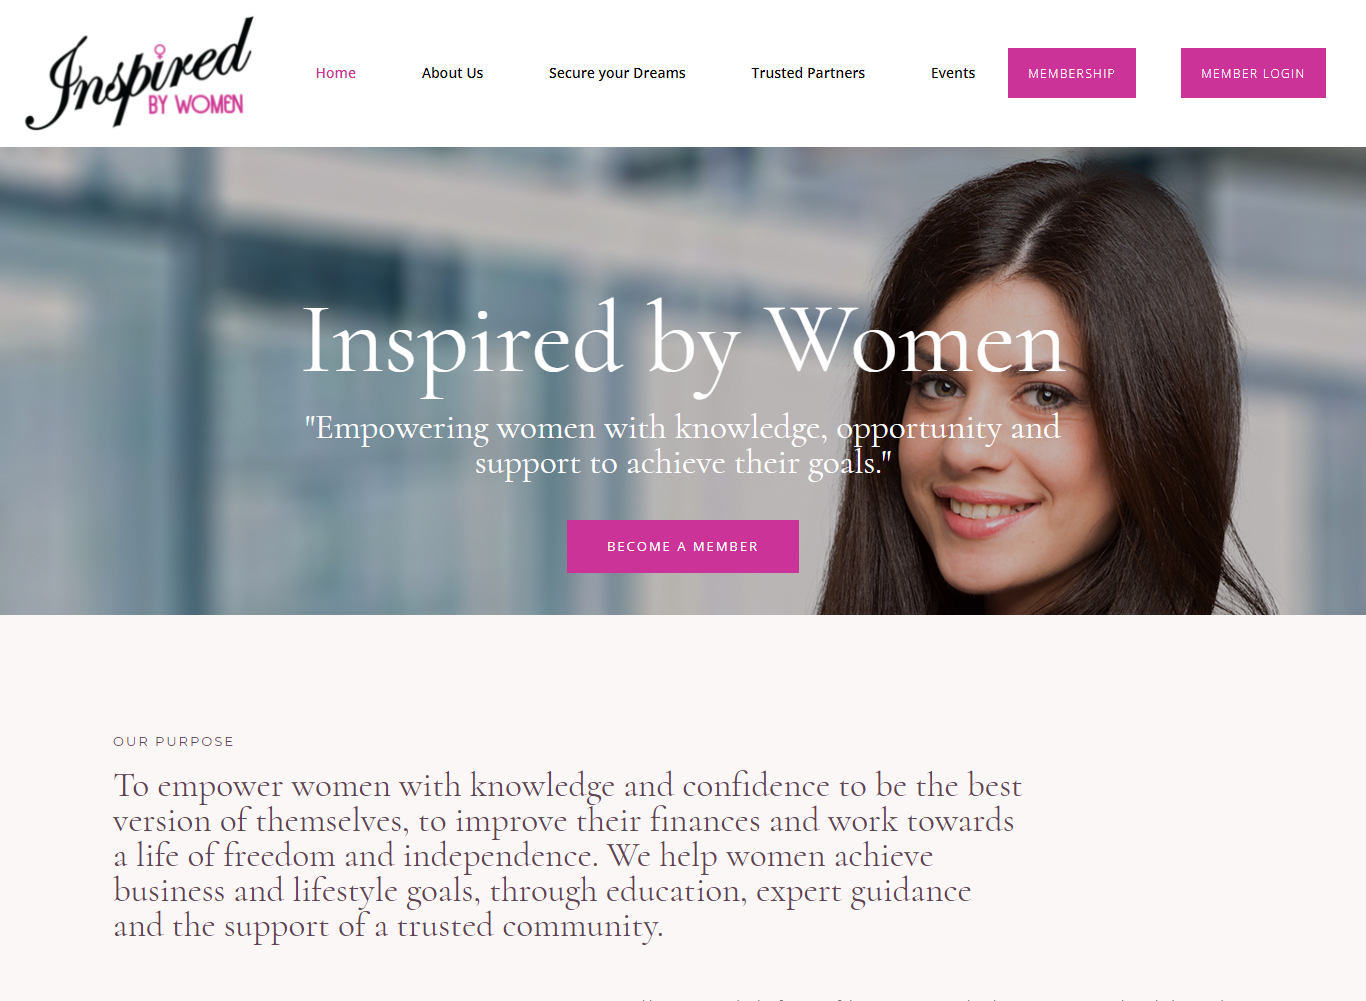 Inspired
BY WOMEN
Home
About Us
Secure your Dreams
Trusted Partners
Events
MEMBERSHIP
MEMBER LOGIN
Inspired by Women
"Empowering women with knowledge, opportunity and
support to achieve their goals."
BECOME A MEMBER
OUR PURPOSE
To empower women with knowledge and confidence to be the best
version of themselves, to improve their finances and work towards
a life of freedom and independence. We help women achieve
business and lifestyle goals, through education, expert guidance
and the support of a trusted community.